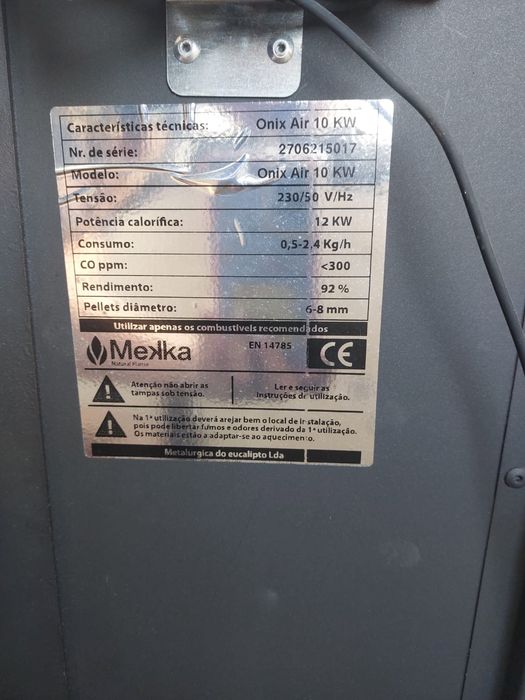 Características técnicas: Onix Air 10 KW
Nr. de série: 2706215017
Modelo: Onix Air 10 KW
Tensão: 230/50 V/Hz
Potência calorífica: 12 KW
Consumo: 0,5-2,4 Kg/h
CO ppm: <300
Rendimento: 92 %
Pellets diâmetro: 6-8 mm
Utilizar apenas os combustíveis recomendados
Mekka EN 14785 CE
Natural Flame
Atenção não abrir as
tampas sob tensão.
Ler e seguir as
instruções de utilização.
Na 1ª utilização deverá arejar bem o local de instalação,
pois pode libertar fumos e odores derivado da 1ª utilização.
Os materiais estão a adaptar-se ao aquecimento.
Metalurgica do eucalipto Lda